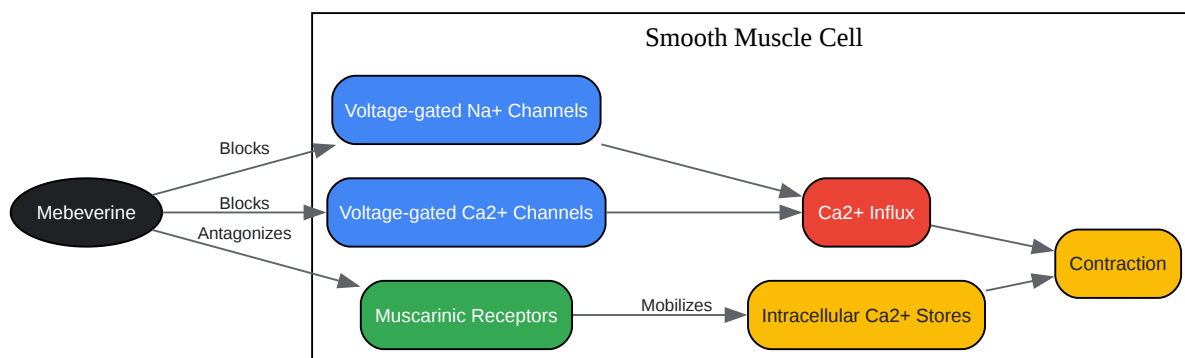 Smooth Muscle Cell
Voltage-gated Na+ Channels
Blocks
Mebeverine
Blocks
Voltage-gated Ca2+ Channels
Ca2+ Influx
Antagonizes
Contraction
Muscarinic Receptors
Mobilizes
Intracellular Ca2+ Stores